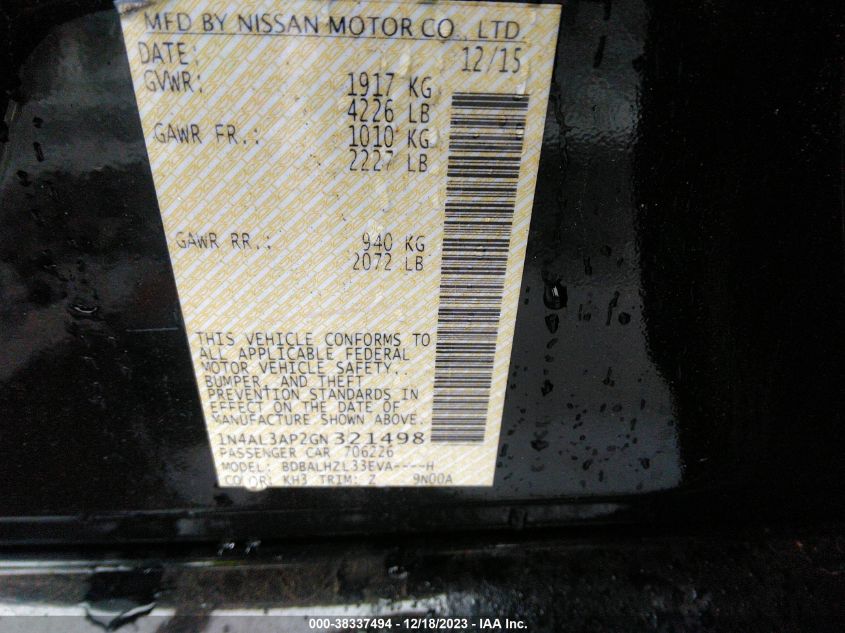 MFD BY NISSAN MOTOR CO., LTD.
DATE: 12/15
GVWR: 1917 KG
4226 LB
GAWR FR.: 1010 KG
2227 LB
GAWR RR.: 940 KG
2072 LB
THIS VEHICLE CONFORMS TO
ALL APPLICABLE FEDERAL
MOTOR VEHICLE SAFETY,
BUMPER, AND THEFT
PREVENTION STANDARDS IN
EFFECT ON THE DATE OF
MANUFACTURE SHOWN ABOVE.
1N4AL3AP2GN321498
PASSENGER CAR 706226
MODEL: BDBALHZL33EVA----H
COLOR: KH3 TRIM: Z 9N00A
000-38337494 - 12/18/2023 - IAA Inc.